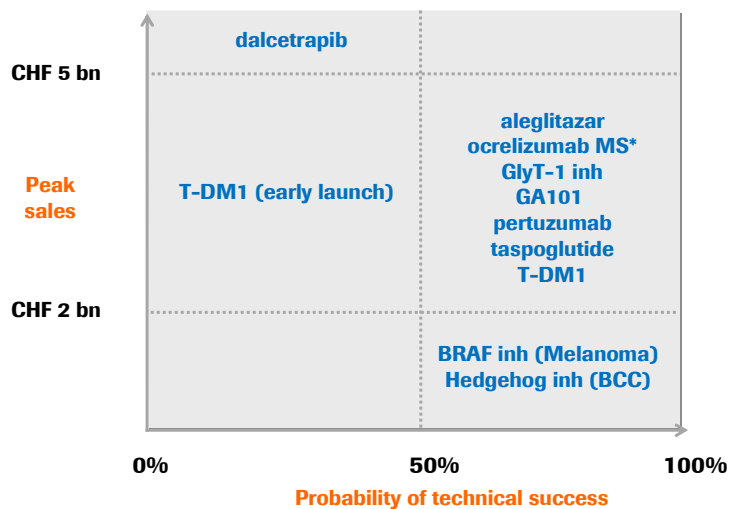 dalcetrapib
CHF 5 bn
aleglitazar
ocrelizumab MS*
GlyT-1 inh
GA101
pertuzumab
taspoglutide
T-DM1
T-DM1 (early launch)
Peak
sales
CHF 2 bn
BRAF inh (Melanoma)
Hedgehog inh (BCC)
0%
50%
100%
Probability of technical success